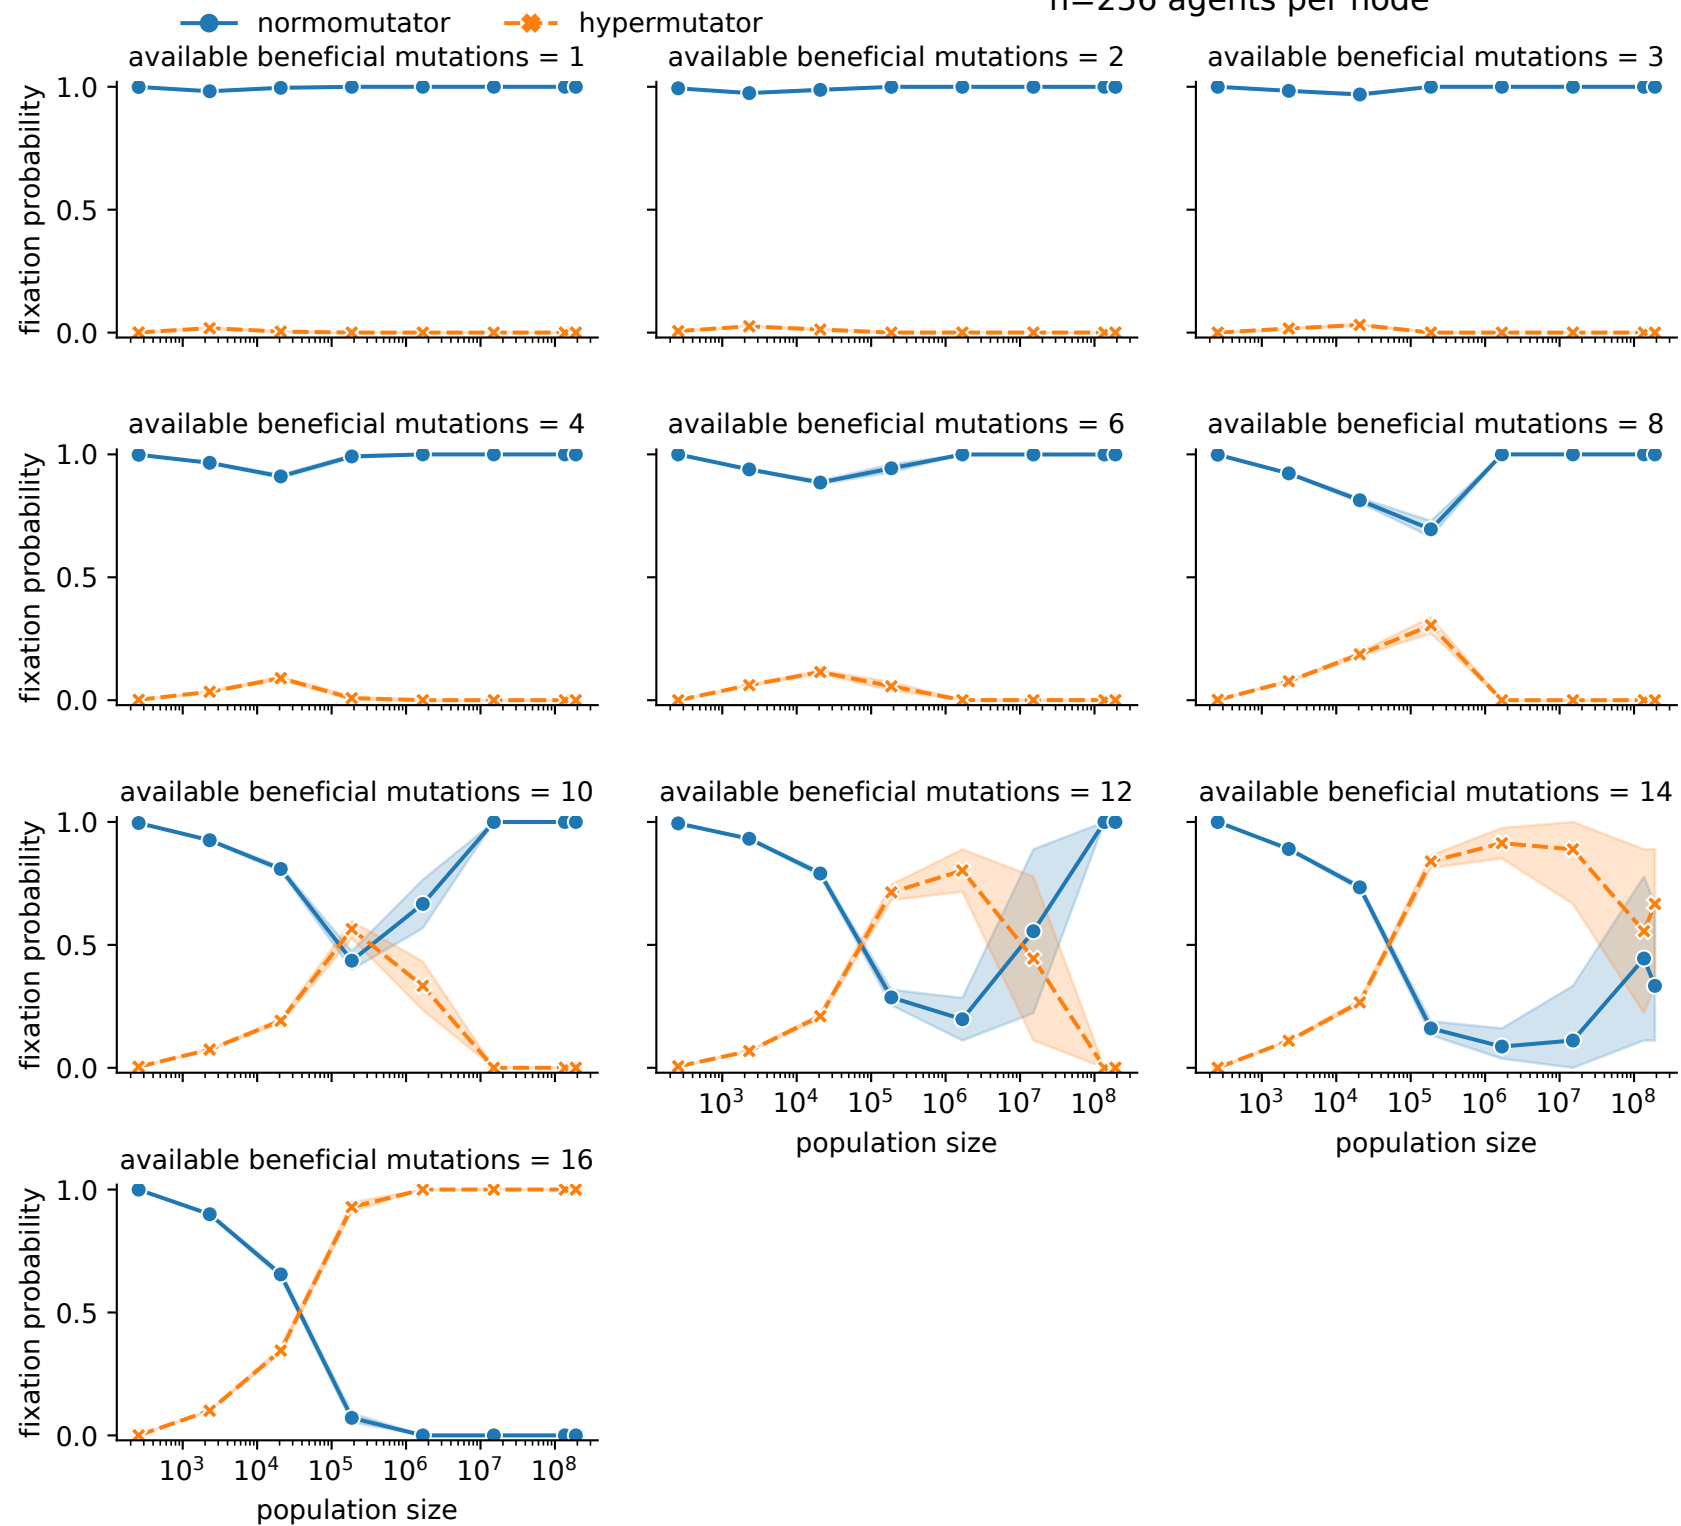 n=256 agents per node
normomutator hypermutator
available beneficial mutations = 1
available beneficial mutations = 2
available beneficial mutations = 3
fixation probability
1.0
0.5
0.0
available beneficial mutations = 4
available beneficial mutations = 6
available beneficial mutations = 8
fixation probability
1.0
0.5
0.0
available beneficial mutations = 10
available beneficial mutations = 12
available beneficial mutations = 14
fixation probability
1.0
0.5
0.0
10³ 10⁴ 10⁵ 10⁶ 10⁷ 10⁸
population size
10³ 10⁴ 10⁵ 10⁶ 10⁷ 10⁸
population size
available beneficial mutations = 16
fixation probability
1.0
0.5
0.0
10³ 10⁴ 10⁵ 10⁶ 10⁷ 10⁸
population size